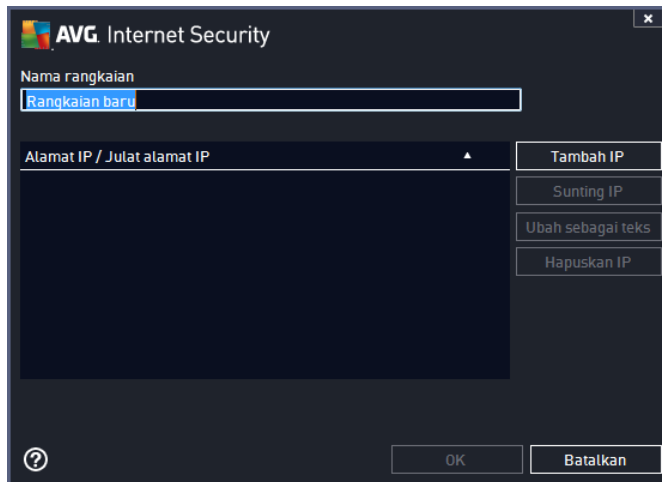 AVG. Internet Security
Nama rangkaian
Rangkaian baru
Alamat IP / Julat alamat IP
Tambah IP
Sunting IP
Ubah sebagai teks
Hapuskan IP
OK
Batalkan